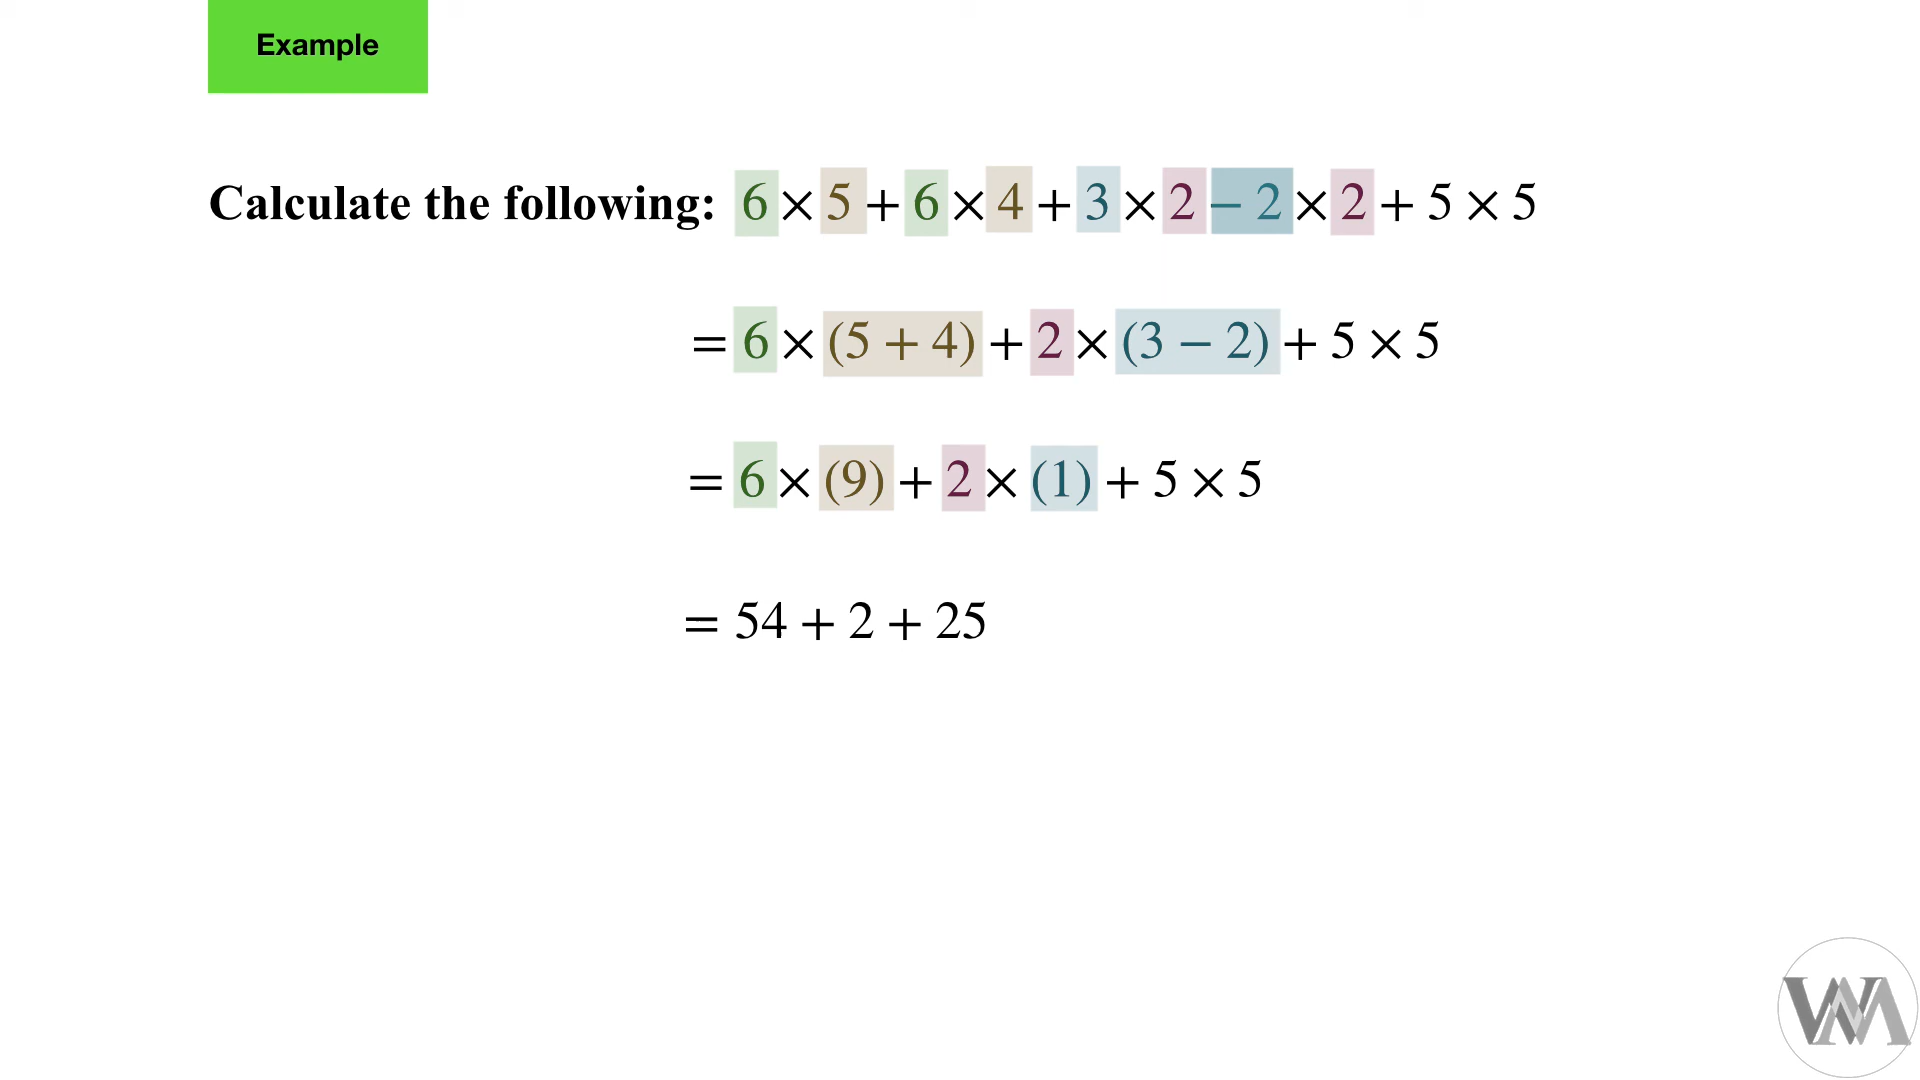 Example
Calculate the following: 6 × 5 + 6 × 4 + 3 × 2 − 2 × 2 + 5 × 5
= 6 × (5 + 4) + 2 × (3 − 2) + 5 × 5
= 6 × (9) + 2 × (1) + 5 × 5
= 54 + 2 + 25
WM